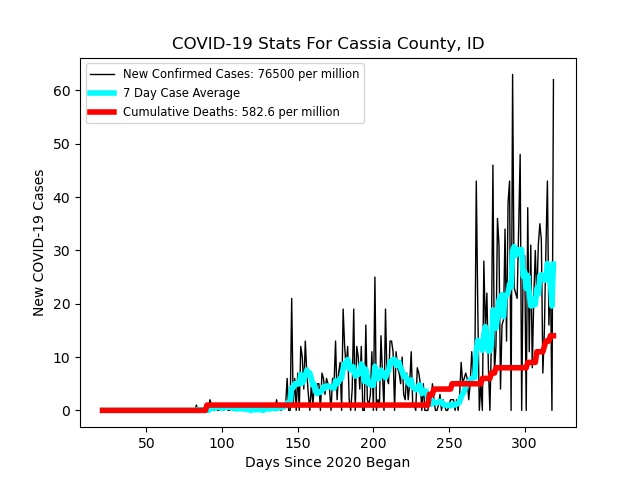 COVID-19 Stats For Cassia County, ID
New Confirmed Cases: 76500 per million
7 Day Case Average
Cumulative Deaths: 582.6 per million
New COVID-19 Cases
60
50
40
30
20
10
0
50 100 150 200 250 300
Days Since 2020 Began